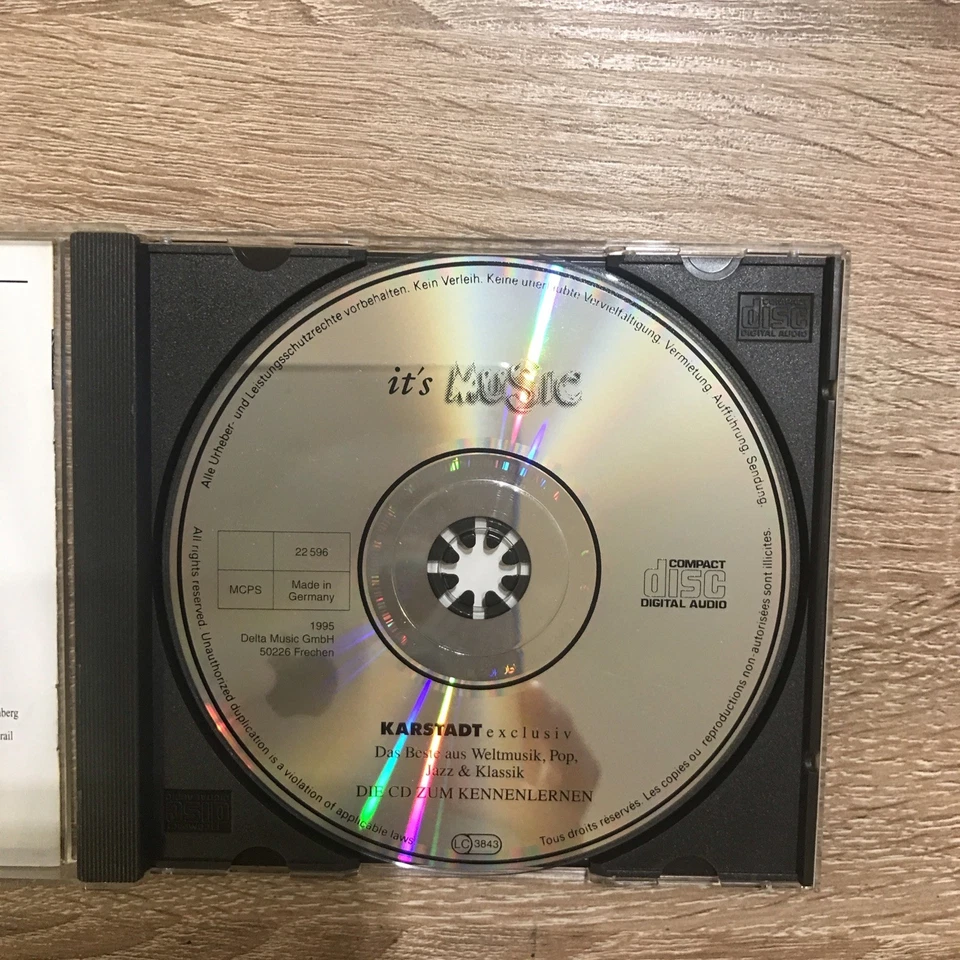 Alle Urheber- und Leistungsschutzrechte vorbehalten. Kein Verleih. Keine unerlaubte Vervielfältigung, Vermietung, Aufführung, Sendung.
it's MUSIC
22 596
MCPS
Made in
Germany
1995
Delta Music GmbH
50226 Frechen
COMPACT
disc
DIGITAL AUDIO
COMPACT
disc
DIGITAL AUDIO
KARSTADT exclusiv
Das Beste aus Weltmusik, Pop,
Jazz & Klassik
DIE CD ZUM KENNENLERNEN
LC 3843
All rights reserved. Unauthorized duplication is a violation of applicable laws
Tous droits réservés. Les copies ou reproductions non-autorisées sont illicites.